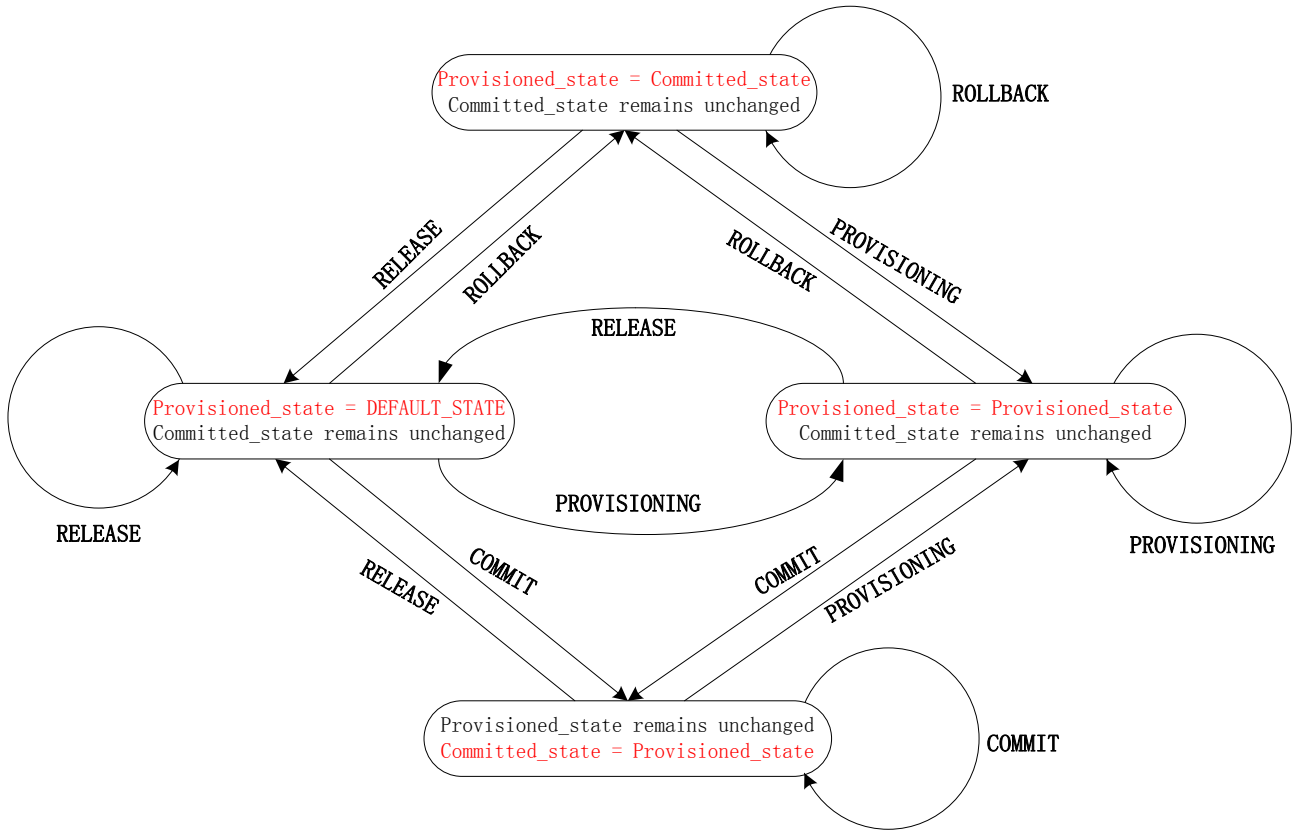 Provisioned_state = Committed_state
Committed_state remains unchanged
ROLLBACK
RELEASE
ROLLBACK
ROLLBACK
PROVISIONING
RELEASE
Provisioned_state = DEFAULT_STATE
Committed_state remains unchanged
Provisioned_state = Provisioned_state
Committed_state remains unchanged
RELEASE
PROVISIONING
PROVISIONING
RELEASE
COMMIT
COMMIT
PROVISIONING
Provisioned_state remains unchanged
Committed_state = Provisioned_state
COMMIT